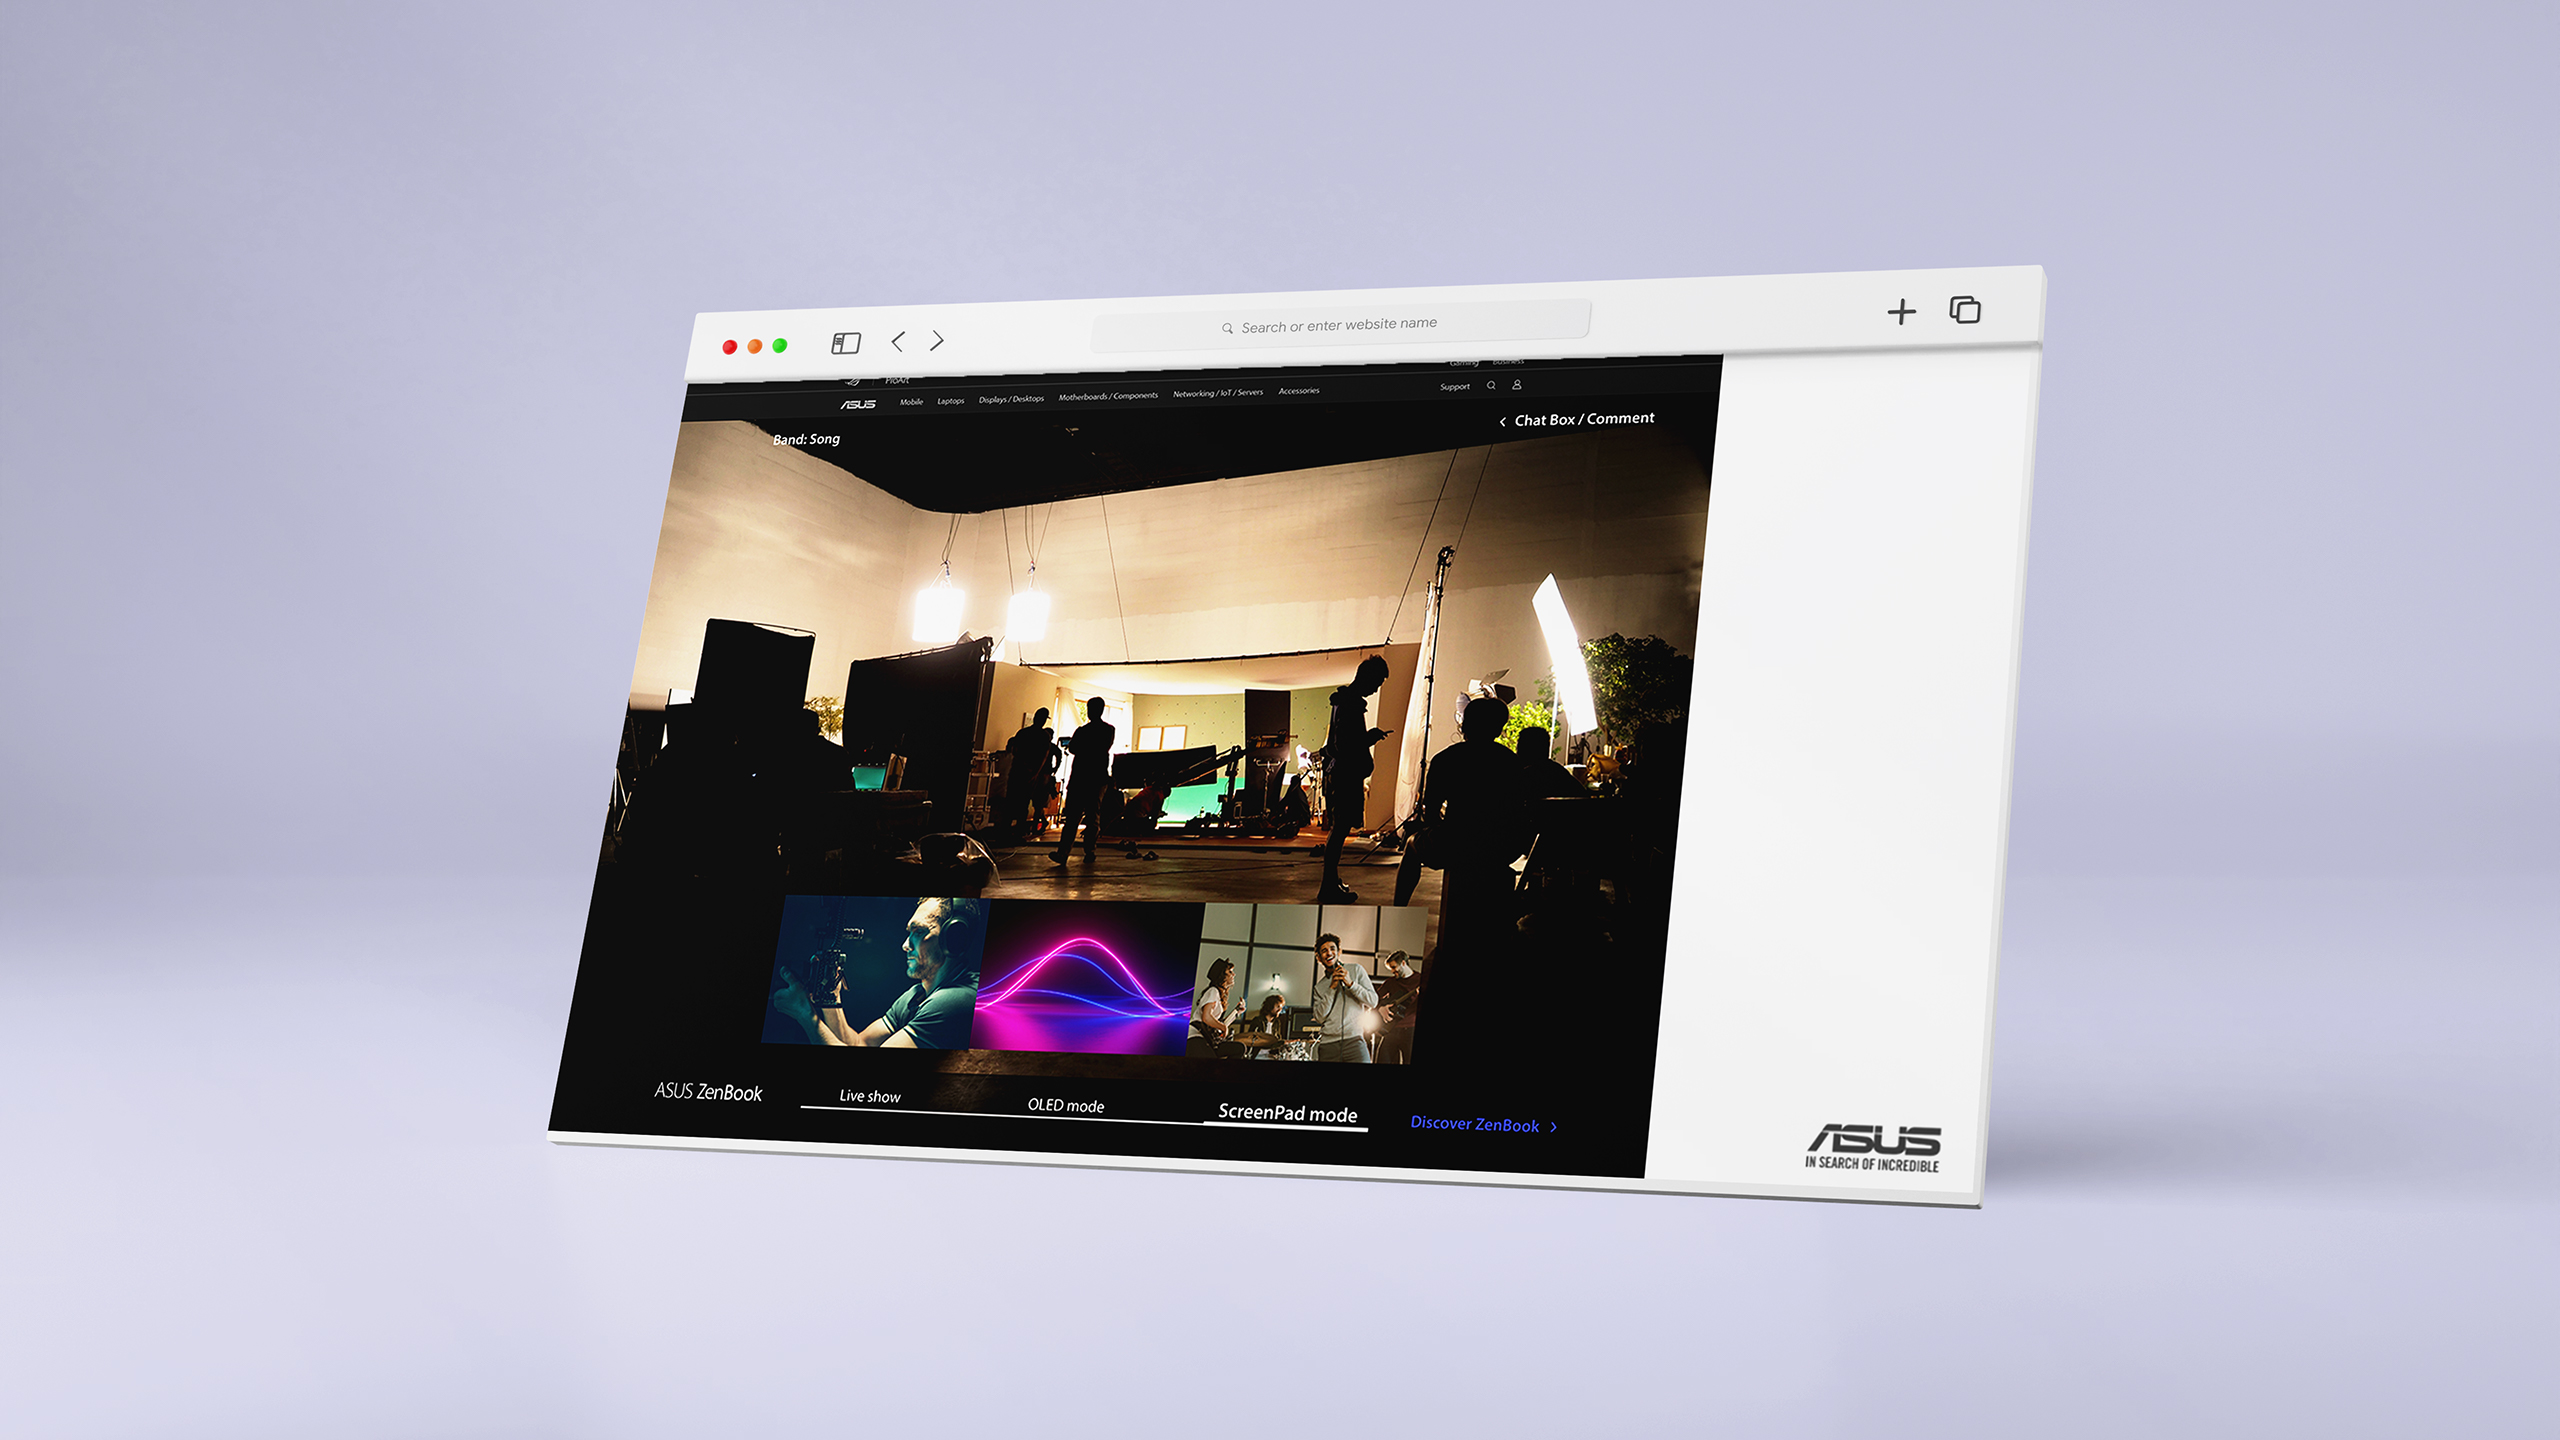 Search or enter website name
ProArt
Gaming Business
ASUS Mobile Laptops Displays / Desktops Motherboards / Components Networking / IoT / Servers Accessories Support
Band: Song
Chat Box / Comment
ASUS ZenBook
Live show
OLED mode
ScreenPad mode
Discover ZenBook
ASUS
IN SEARCH OF INCREDIBLE